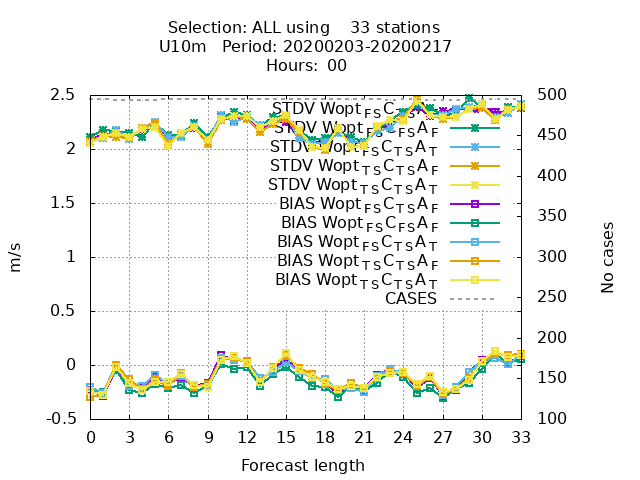 Selection: ALL using 33 stations
U10m Period: 20200203-20200217
Hours: 00
STDV Wopt FS C
STDV Wopt FS C FS A F
STDV Wopt FS C TS A T
STDV Wopt TS C TS A F
STDV Wopt TS C TS A T
BIAS Wopt FS C TS A F
BIAS Wopt FS C FS A F
BIAS Wopt FS C TS A T
BIAS Wopt TS C TS A F
BIAS Wopt TS C TS A T
CASES
2.5
2
1.5
1
0.5
0
-0.5
m/s
500
450
400
350
300
250
200
150
100
No cases
0 3 6 9 12 15 18 21 24 27 30 33
Forecast length